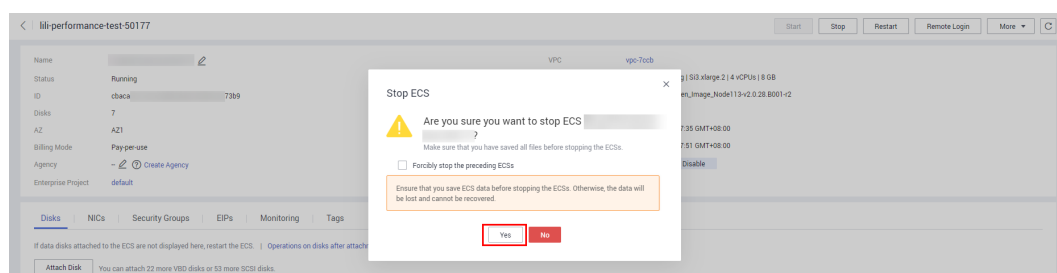 lili-performance-test-50177
Start Stop Restart Remote Login More
Name VPC vpc-7ccb
Status Running | Si3.xlarge.2 | 4 vCPUs | 8 GB
ID cbaca 73b9 en_Image_Node113-v2.0.28.B001-r2
Disks 7
AZ AZ1 7:35 GMT+08:00
Billing Mode Pay-per-use 7:51 GMT+08:00
Agency – Create Agency Disable
Enterprise Project default
Stop ECS
Are you sure you want to stop ECS
?
Make sure that you have saved all files before stopping the ECSs.
Forcibly stop the preceding ECSs
Ensure that you save ECS data before stopping the ECSs. Otherwise, the data will
be lost and cannot be recovered.
Yes No
Disks NICs Security Groups EIPs Monitoring Tags
If data disks attached to the ECS are not displayed here, restart the ECS. | Operations on disks after attach
Attach Disk You can attach 22 more VBD disks or 53 more SCSI disks.